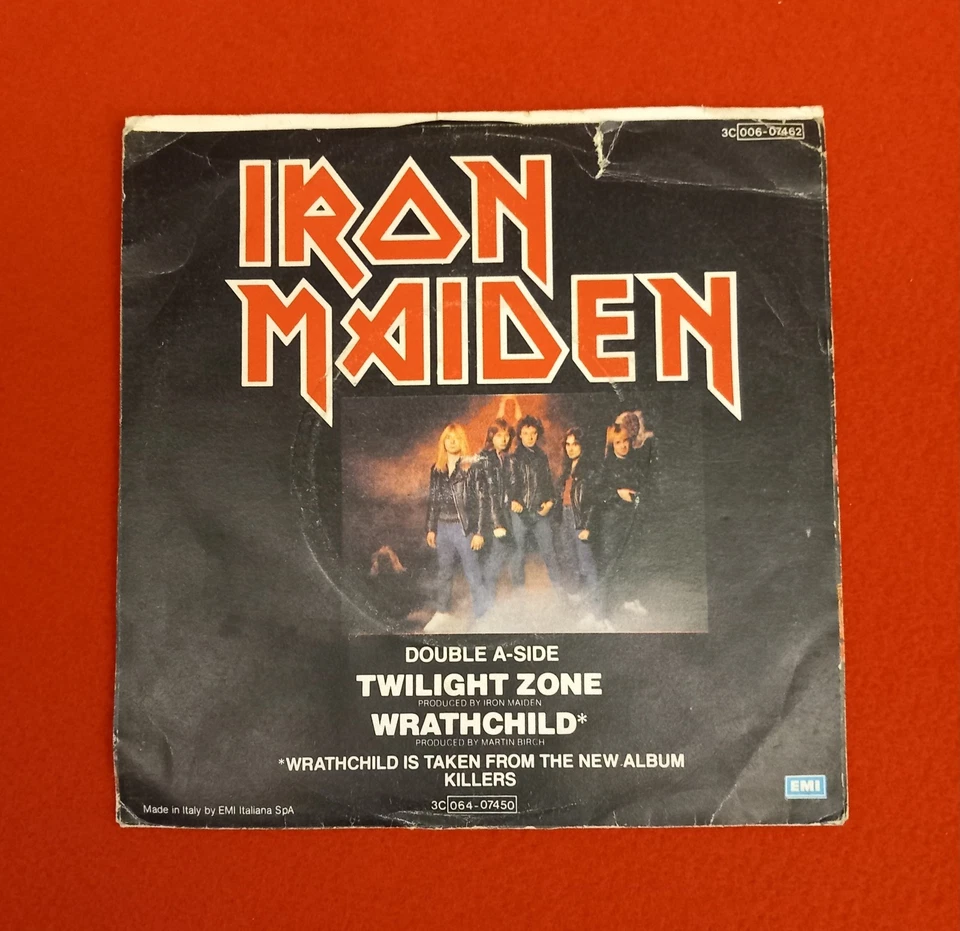 3C 006-07462
IRON
MAIDEN
DOUBLE A-SIDE
TWILIGHT ZONE
PRODUCED BY IRON MAIDEN
WRATHCHILD*
PRODUCED BY MARTIN BIRCH
*WRATHCHILD IS TAKEN FROM THE NEW ALBUM
KILLERS
3C 064-07450
Made in Italy by EMI Italiana SpA
EMI